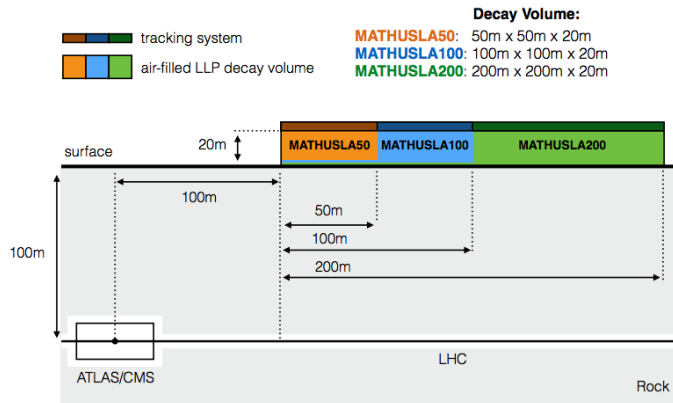 Decay Volume:
tracking system
MATHUSLA50: 50m x 50m x 20m
MATHUSLA100: 100m x 100m x 20m
air-filled LLP decay volume
MATHUSLA200: 200m x 200m x 20m
20m
MATHUSLA50
MATHUSLA100
MATHUSLA200
surface
100m
50m
100m
100m
200m
LHC
ATLAS/CMS
Rock